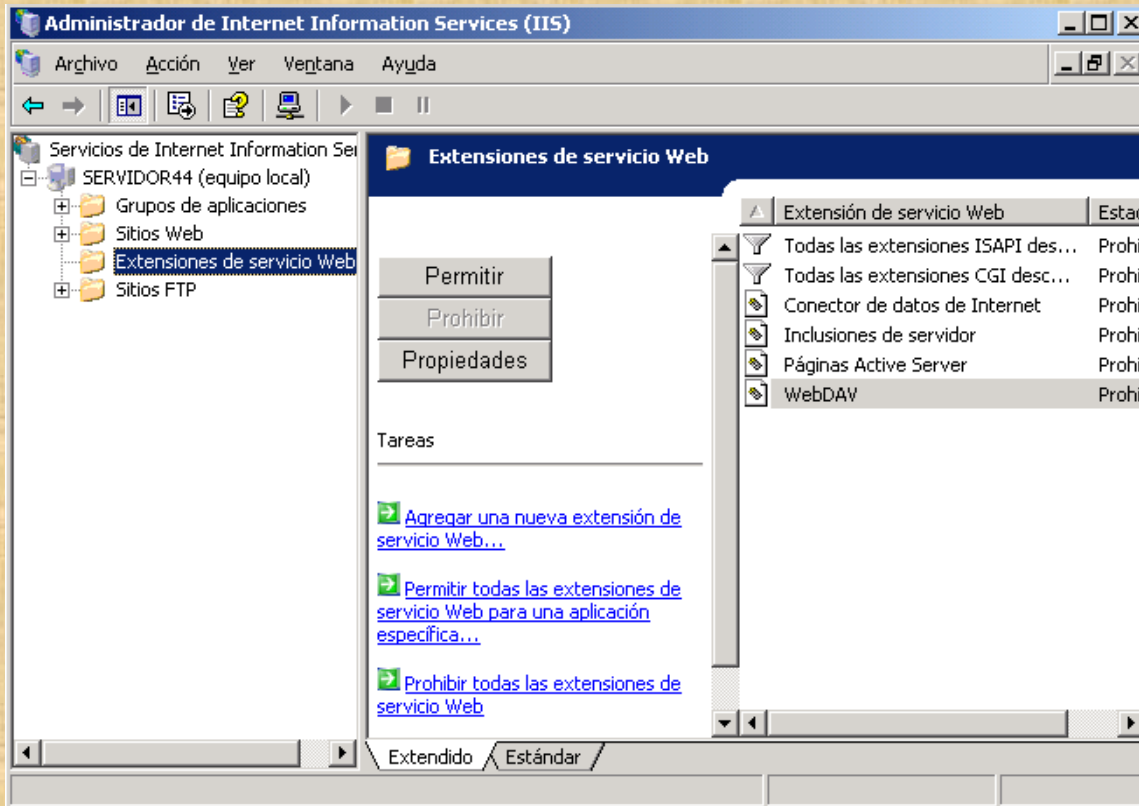 Administrador de Internet Information Services (IIS)
Archivo Acción Ver Ventana Ayuda
Servicios de Internet Information Ser
SERVIDOR44 (equipo local)
Grupos de aplicaciones
Sitios Web
Extensiones de servicio Web
Sitios FTP
Extensiones de servicio Web
Permitir
Prohibir
Propiedades
Tareas
Agregar una nueva extensión de
servicio Web...
Permitir todas las extensiones de
servicio Web para una aplicación
específica...
Prohibir todas las extensiones de
servicio Web
Extensión de servicio Web Estad
Todas las extensiones ISAPI des... Prohi
Todas las extensiones CGI desc... Prohi
Conector de datos de Internet Prohi
Inclusiones de servidor Prohi
Páginas Active Server Prohi
WebDAV Prohi
Extendido Estándar